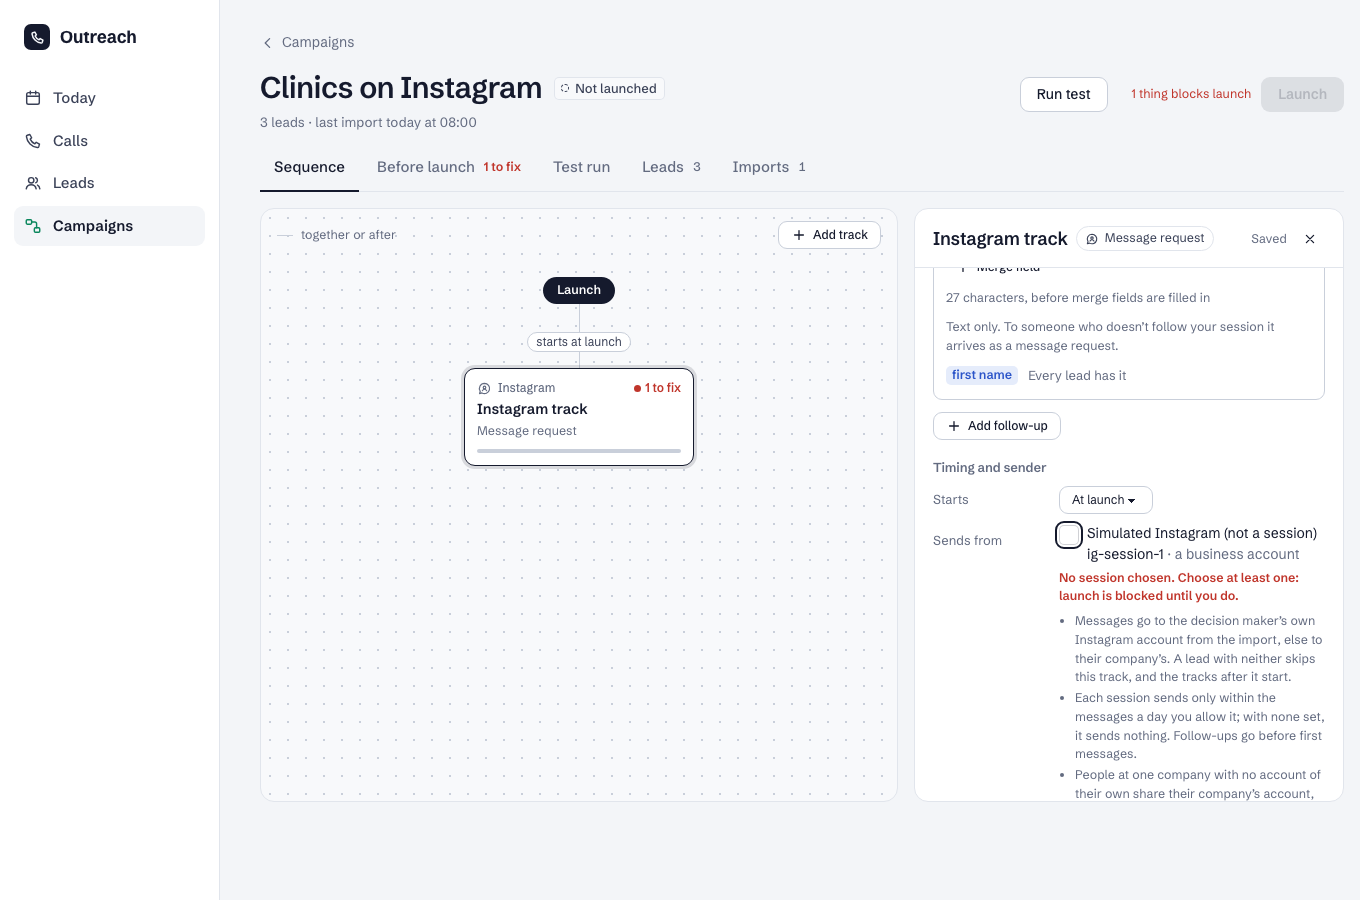 Outreach
Today
Calls
Leads
Campaigns
Campaigns
Clinics on Instagram
Not launched
3 leads · last import today at 08:00
Run test
1 thing blocks launch
Launch
Sequence
Before launch 1 to fix
Test run
Leads 3
Imports 1
together or after
Add track
Launch
starts at launch
Instagram
1 to fix
Instagram track
Message request
Instagram track
Message request
Saved
Merge field
27 characters, before merge fields are filled in
Text only. To someone who doesn’t follow your session it
arrives as a message request.
first name Every lead has it
Add follow-up
Timing and sender
Starts
At launch
Sends from
Simulated Instagram (not a session)
ig-session-1 · a business account
No session chosen. Choose at least one:
launch is blocked until you do.
• Messages go to the decision maker’s own
Instagram account from the import, else to
their company’s. A lead with neither skips
this track, and the tracks after it start.
• Each session sends only within the
messages a day you allow it; with none set,
it sends nothing. Follow-ups go before first
messages.
• People at one company with no account of
their own share their company’s account,